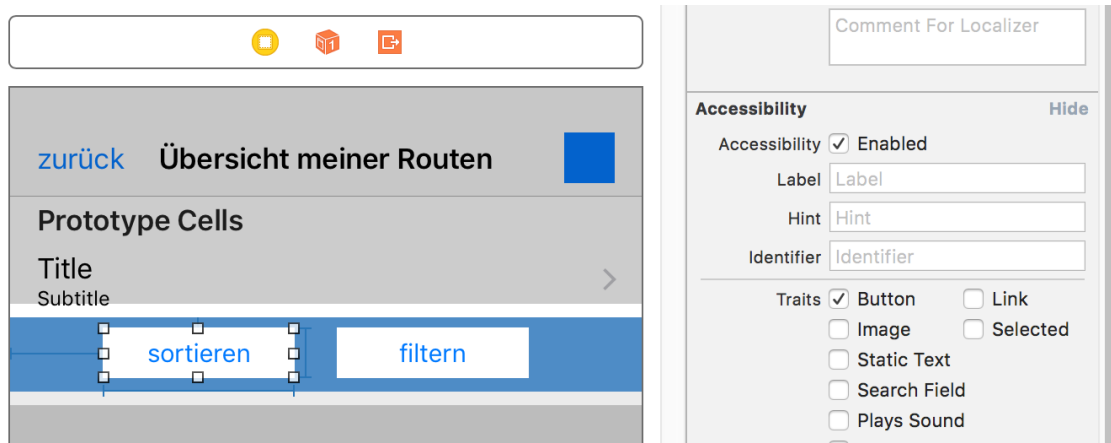 zurück Übersicht meiner Routen
Prototype Cells
Title
Subtitle
sortieren filtern
Comment For Localizer
Accessibility Hide
Accessibility Enabled
Label Label
Hint Hint
Identifier Identifier
Traits Button Link
Image Selected
Static Text
Search Field
Plays Sound